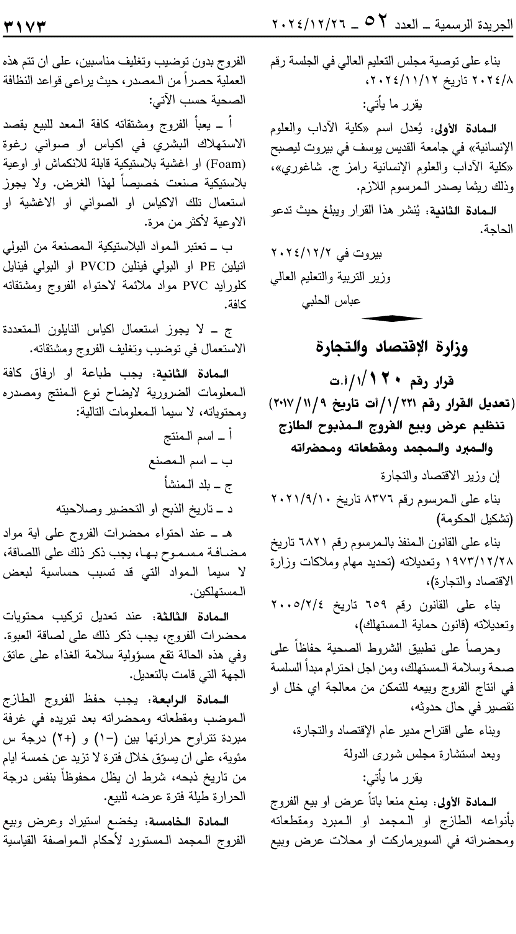 الجريدة الرسمية ــ العدد ٥٢ ــ ٢٠٢٤/١٢/٢٦
٣١٧٣
بناء على توصية مجلس التعليم العالي في الجلسة رقم
٢٠٢٤/٨ تاريخ ٢٠٢٤/١١/١٢،
يقرر ما يأتي:
المادة الأولى: يُعدل اسم «كلية الآداب والعلوم
الإنسانية» في جامعة القديس يوسف في بيروت ليصبح
«كلية الآداب والعلوم الإنسانية رامز ج. شاغوري»،
وذلك ريثما يصدر المرسوم اللازم.
المادة الثانية: يُنشر هذا القرار ويبلغ حيث تدعو
الحاجة.
بيروت في ٢٠٢٤/١٢/٢
وزير التربية والتعليم العالي
عباس الحلبي
وزارة الإقتصاد والتجارة
قرار رقم ١٢٠/١/أ.ت
(تعديل القرار رقم ١/٢٣١/أت تاريخ ٢٠١٧/١١/٩)
تنظيم عرض وبيع الفروج المذبوح الطازج
والمبرد والمجمد ومقطعاته ومحضراته
إن وزير الاقتصاد والتجارة
بناء على المرسوم رقم ٨٣٧٦ تاريخ ٢٠٢١/٩/١٠
(تشكيل الحكومة)
بناء على القانون المنفذ بالمرسوم رقم ٦٨٢١ تاريخ
١٩٧٣/١٢/٢٨ وتعديلاته (تحديد مهام وملاكات وزارة
الاقتصاد والتجارة)،
بناء على القانون رقم ٦٥٩ تاريخ ٢٠٠٥/٢/٤
وتعديلاته (قانون حماية المستهلك)،
وحرصاً على تطبيق الشروط الصحية حفاظاً على
صحة وسلامة المستهلك، ومن اجل احترام مبدأ السلسة
في انتاج الفروج وبيعه للتمكن من معالجة اي خلل او
تقصير في حال حدوثه،
وبناء على اقتراح مدير عام الإقتصاد والتجارة،
وبعد استشارة مجلس شورى الدولة
يقرر ما يأتي:
المادة الأولى: يمنع منعا باتاً عرض او بيع الفروج
بأنواعه الطازج او المجمد او المبرد ومقطعاته
ومحضراته في السوبرماركت او محلات عرض وبيع
الفروج بدون توضيب وتغليف مناسبين، على ان تتم هذه
العملية حصراً من المصدر، حيث يراعى قواعد النظافة
الصحية حسب الآتي:
أ ــ يعبأ الفروج ومشتقاته كافة المعد للبيع بقصد
الاستهلاك البشري في اكياس او صواني رغوة
(Foam) او اغشية بلاستيكية قابلة للانكماش او اوعية
بلاستيكية صنعت خصيصاً لهذا الغرض. ولا يجوز
استعمال تلك الاكياس او الصواني او الاغشية او
الاوعية لأكثر من مرة.
ب ــ تعتبر المواد البلاستيكية المصنعة من البولي
اتيلين PE او البولي فينلين PVCD او البولي فينايل
كلورايد PVC مواد ملائمة لاحتواء الفروج ومشتقاته
كافة.
ج ــ لا يجوز استعمال اكياس النايلون المتعددة
الاستعمال في توضيب وتغليف الفروج ومشتقاته.
المادة الثانية: يجب طباعة او ارفاق كافة
المعلومات الضرورية لايضاح نوع المنتج ومصدره
ومحتوياته، لا سيما المعلومات التالية:
أ ــ اسم المنتج
ب ــ اسم المصنع
ج ــ بلد المنشأ
د ــ تاريخ الذبح أو التحضير وصلاحيته
هـ ــ عند احتواء محضرات الفروج على اية مواد
مضافة مسموح بها، يجب ذكر ذلك على اللصاقة،
لا سيما المواد التي قد تسبب حساسية لبعض
المستهلكين.
المادة الثالثة: عند تعديل تركيب محتويات
محضرات الفروج، يجب ذكر ذلك على لصاقة العبوة.
وفي هذه الحالة تقع مسؤولية سلامة الغذاء على عاتق
الجهة التي قامت بالتعديل.
المادة الرابعة: يجب حفظ الفروج الطازج
الموضب ومقطعاته ومحضراته بعد تبريده في غرفة
مبردة تتراوح حرارتها بين (−١) و (+٢) درجة س
مئوية، على ان يسوّق خلال فترة لا تزيد عن خمسة ايام
من تاريخ ذبحه، شرط ان يظل محفوظاً بنفس درجة
الحرارة طيلة فترة عرضه للبيع.
المادة الخامسة: يخضع استيراد وعرض وبيع
الفروج المجمد المستورد لأحكام المواصفة القياسية